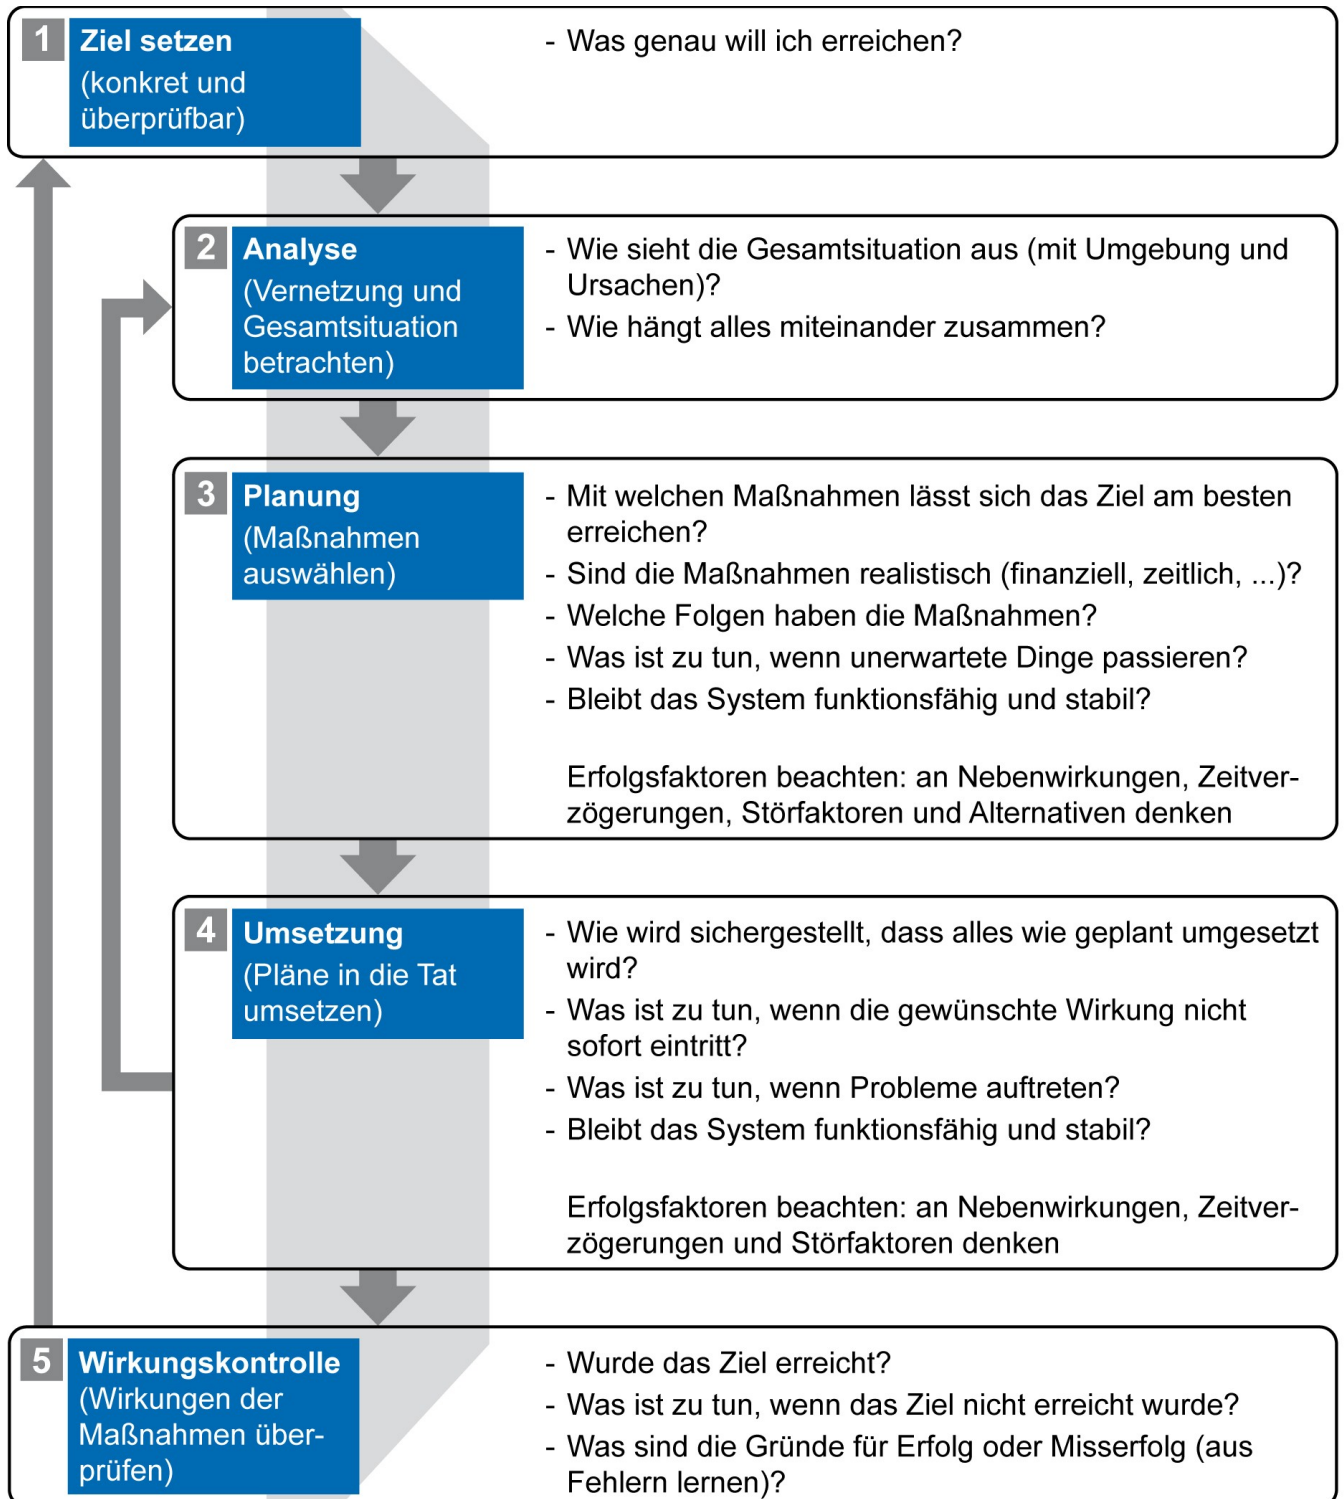 1 Ziel setzen
(konkret und
überprüfbar)
- Was genau will ich erreichen?
2 Analyse
(Vernetzung und
Gesamtsituation
betrachten)
- Wie sieht die Gesamtsituation aus (mit Umgebung und
Ursachen)?
- Wie hängt alles miteinander zusammen?
3 Planung
(Maßnahmen
auswählen)
- Mit welchen Maßnahmen lässt sich das Ziel am besten
erreichen?
- Sind die Maßnahmen realistisch (finanziell, zeitlich, ...)?
- Welche Folgen haben die Maßnahmen?
- Was ist zu tun, wenn unerwartete Dinge passieren?
- Bleibt das System funktionsfähig und stabil?
Erfolgsfaktoren beachten: an Nebenwirkungen, Zeitver-
zögerungen, Störfaktoren und Alternativen denken
4 Umsetzung
(Pläne in die Tat
umsetzen)
- Wie wird sichergestellt, dass alles wie geplant umgesetzt
wird?
- Was ist zu tun, wenn die gewünschte Wirkung nicht
sofort eintritt?
- Was ist zu tun, wenn Probleme auftreten?
- Bleibt das System funktionsfähig und stabil?
Erfolgsfaktoren beachten: an Nebenwirkungen, Zeitver-
zögerungen und Störfaktoren denken
5 Wirkungskontrolle
(Wirkungen der
Maßnahmen über-
prüfen)
- Wurde das Ziel erreicht?
- Was ist zu tun, wenn das Ziel nicht erreicht wurde?
- Was sind die Gründe für Erfolg oder Misserfolg (aus
Fehlern lernen)?